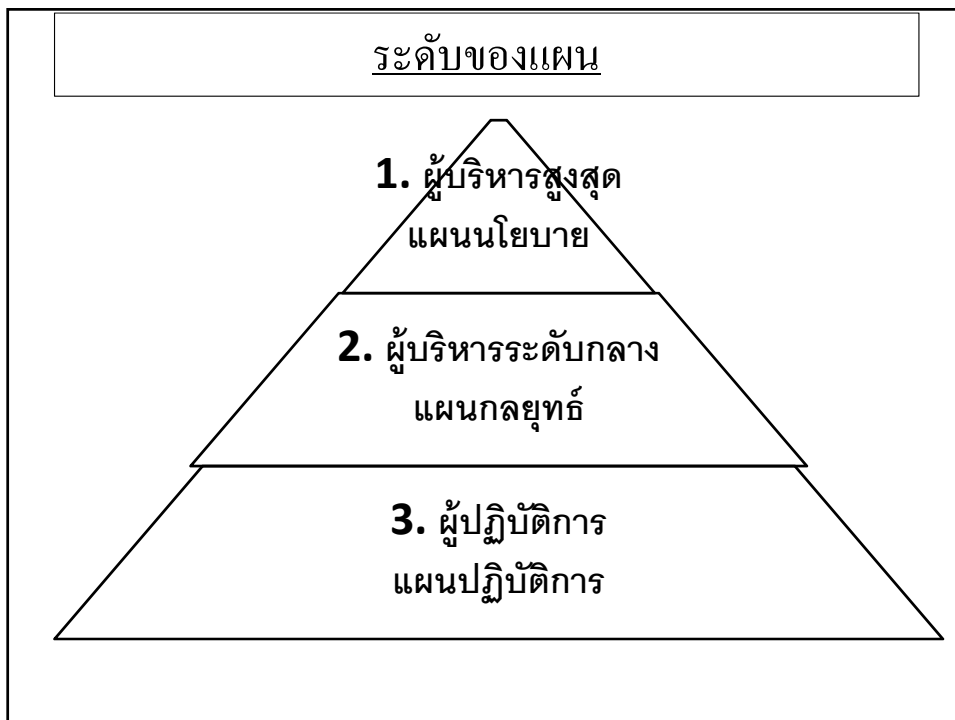 ระดับของแผน
1. ผู้บริหารสูงสุด
แผนนโยบาย
2. ผู้บริหารระดับกลาง
แผนกลยุทธ์
3. ผู้ปฏิบัติการ
แผนปฏิบัติการ